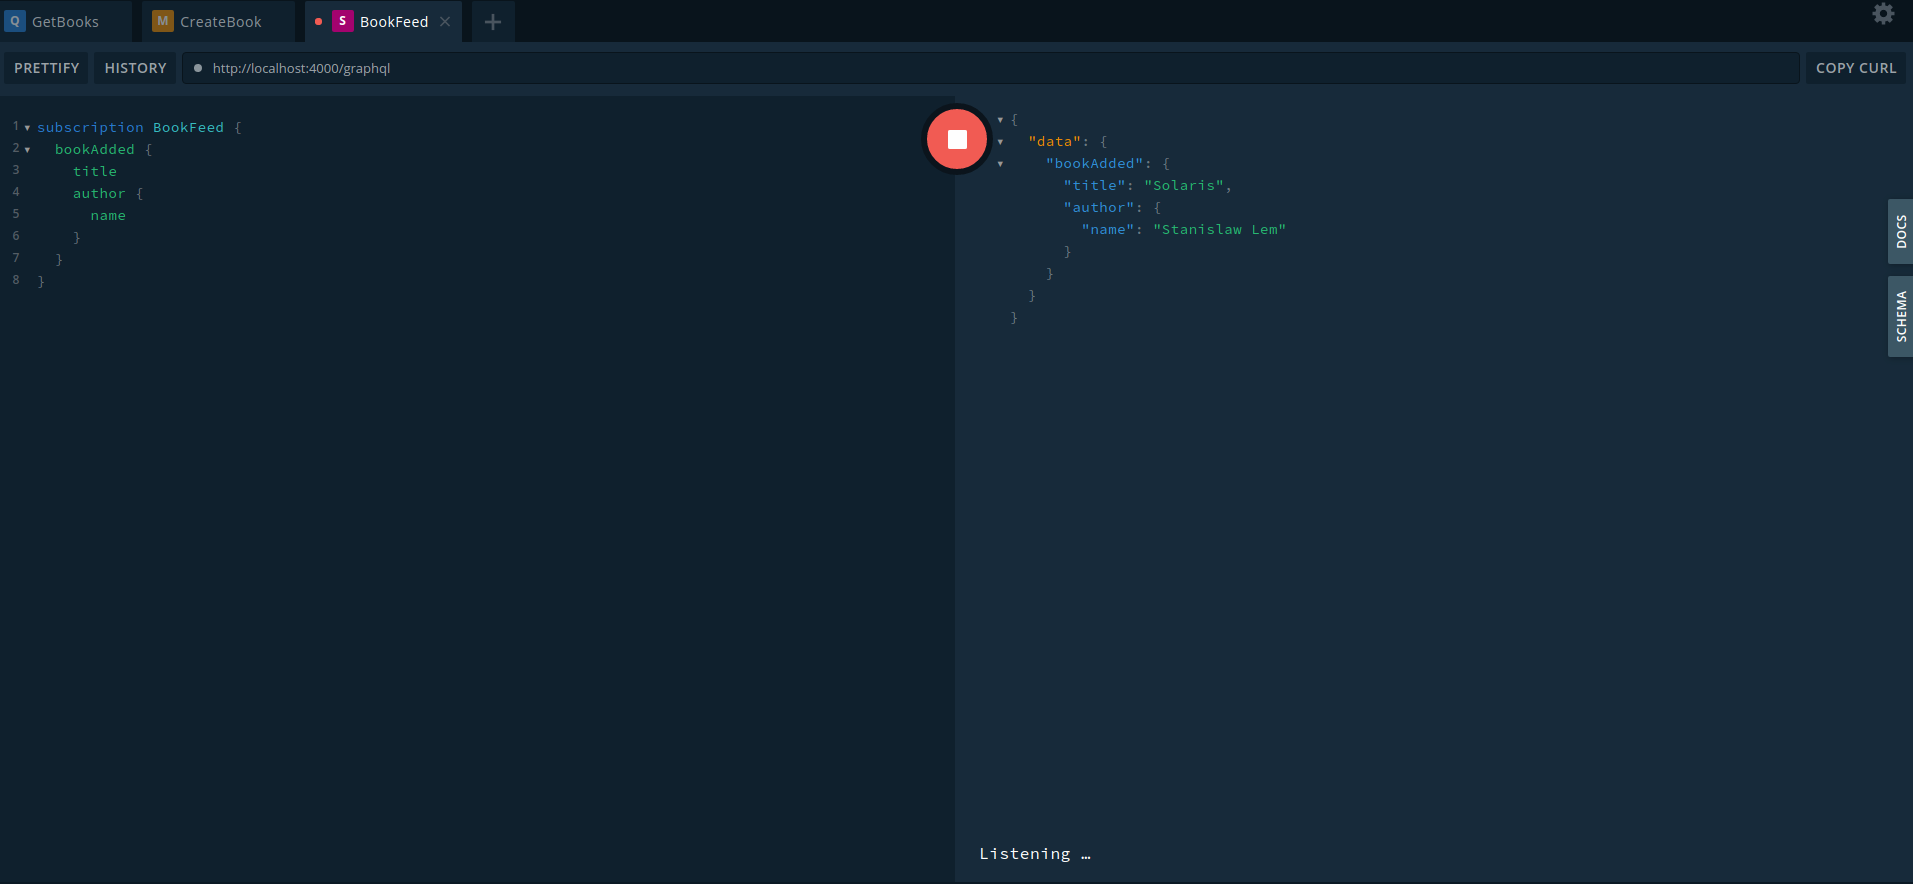 Q GetBooks M CreateBook S BookFeed
PRETTIFY HISTORY http://localhost:4000/graphql COPY CURL
1 subscription BookFeed {
2 bookAdded {
3 title
4 author {
5 name
6 }
7 }
8 }
{
"data": {
"bookAdded": {
"title": "Solaris",
"author": {
"name": "Stanislaw Lem"
}
}
}
}
DOCS
SCHEMA
Listening …